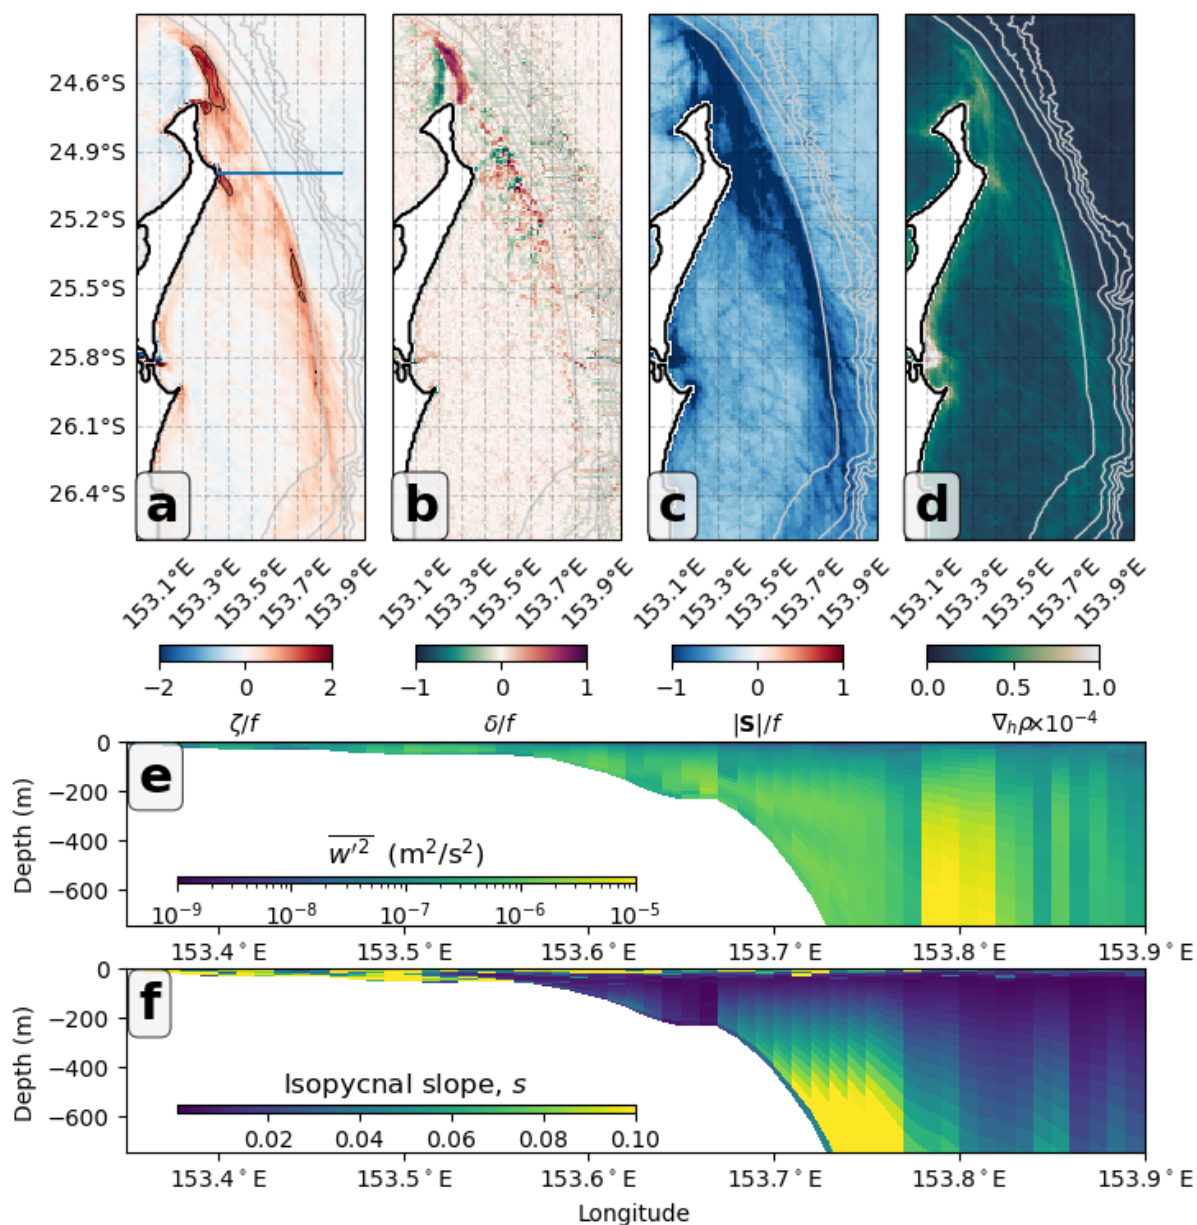 24.6°S
24.9°S
25.2°S
25.5°S
25.8°S
26.1°S
26.4°S
a
b
c
d
153.1°E 153.3°E 153.5°E 153.7°E 153.9°E
153.1°E 153.3°E 153.5°E 153.7°E 153.9°E
153.1°E 153.3°E 153.5°E 153.7°E 153.9°E
153.1°E 153.3°E 153.5°E 153.7°E 153.9°E
−2 0 2
−1 0 1
−1 0 1
0.0 0.5 1.0
ζ/f
δ/f
|S|/f
∇ₕρ×10⁻⁴
e
Depth (m)
0
−200
−400
−600
w′² (m²/s²)
10⁻⁹ 10⁻⁸ 10⁻⁷ 10⁻⁶ 10⁻⁵
153.4°E 153.5°E 153.6°E 153.7°E 153.8°E 153.9°E
f
Depth (m)
0
−200
−400
−600
Isopycnal slope, s
0.02 0.04 0.06 0.08 0.10
153.4°E 153.5°E 153.6°E 153.7°E 153.8°E 153.9°E
Longitude